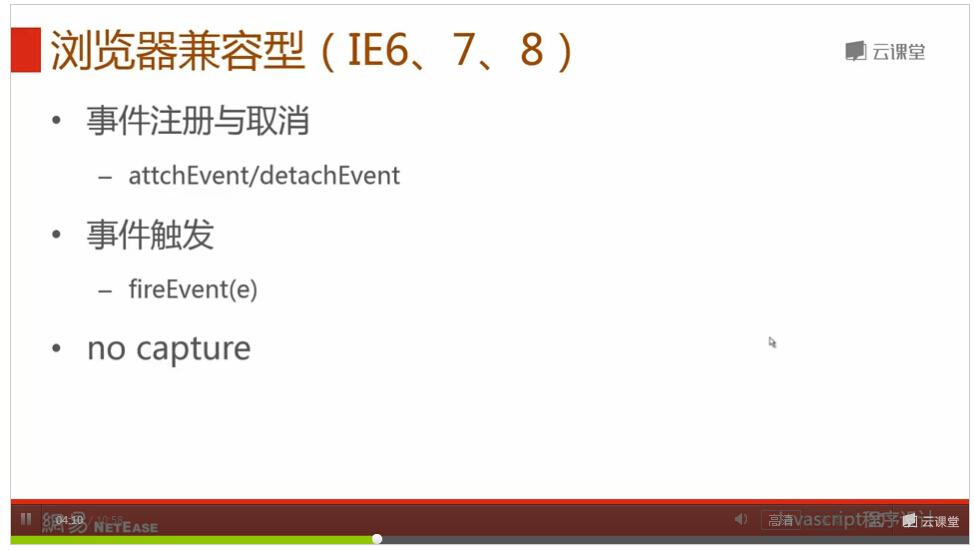 浏览器兼容型（IE6、7、8）
云课堂
• 事件注册与取消
– attchEvent/detachEvent
• 事件触发
– fireEvent(e)
• no capture
04:10 / 10:58
網易 NETEASE
高清
Javascript程序设计
云课堂